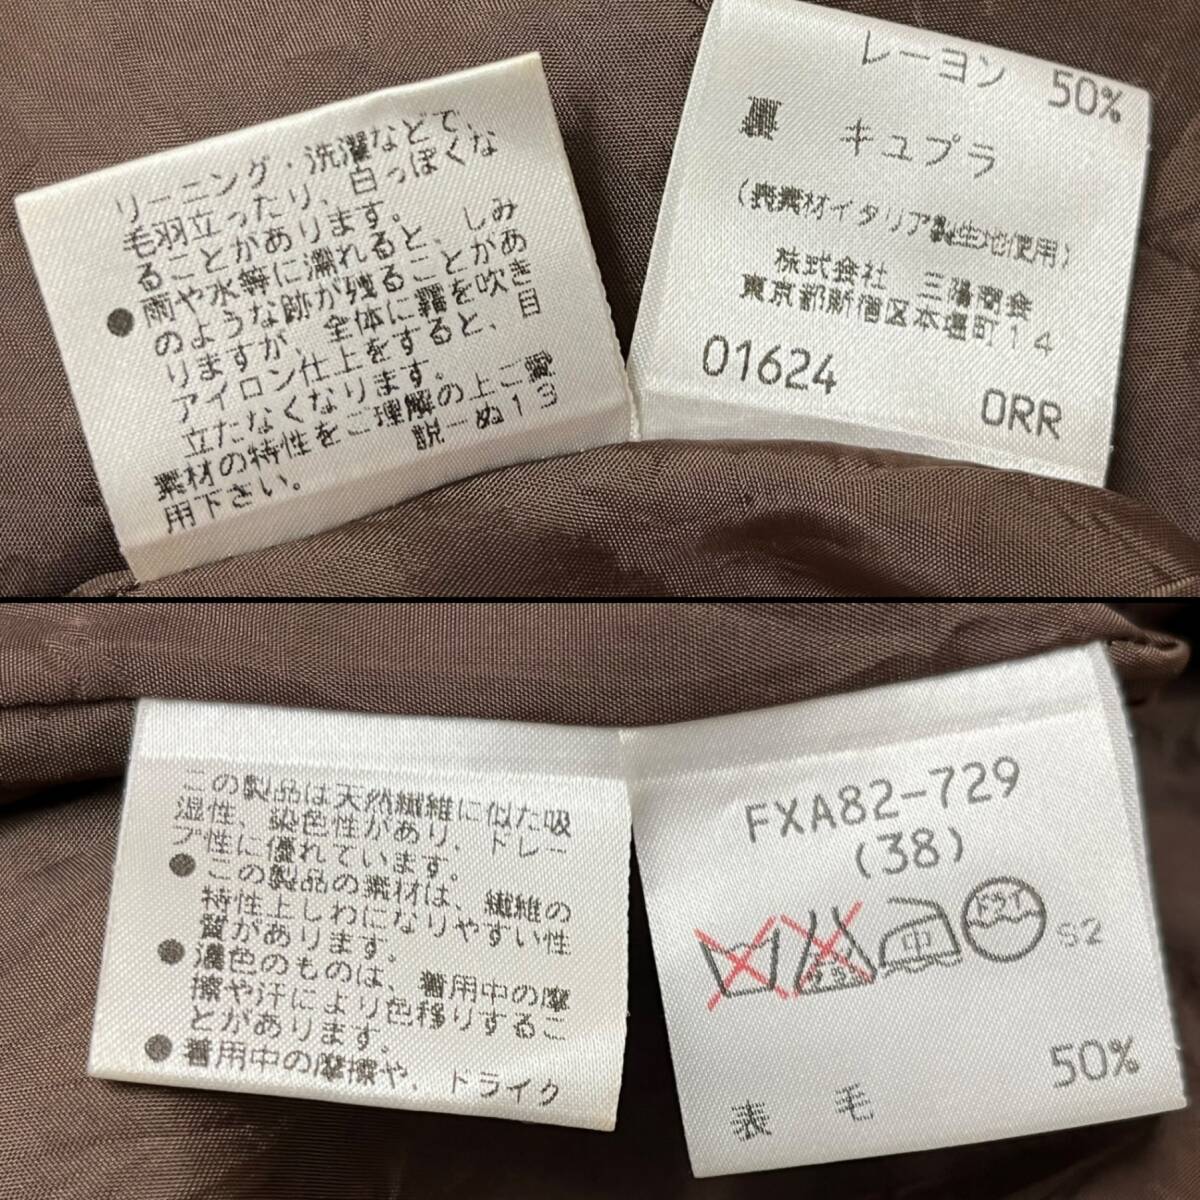 リーニング・洗濯などで、
毛羽立ったり、白っぽくな
ることがあります。
●雨や水等に濡れると、しみ
のような跡が残ることがあ
りますが、全体に霧を吹き
アイロン仕上をすると、目
立たなくなります。
素材の特性をご理解の上ご愛
用下さい。
説ーぬ13
レーヨン 50%
裏 キュプラ
(表素材イタリア製生地使用)
株式会社 三陽商会
東京都新宿区本塩町14
01624
ORR
この製品は天然繊維に似た吸
湿性、染色性があり、ドレー
プ性に優れています。
●この製品の素材は、繊維の
特性上しわになりやすい性
質があります。
●濃色のものは、着用中の摩
擦や汗により色移りするこ
とがあります。
●着用中の摩擦や、ドライク
FXA82-729
(38)
エンソ
サラシ
中
ドライ
S2
表 毛 50%